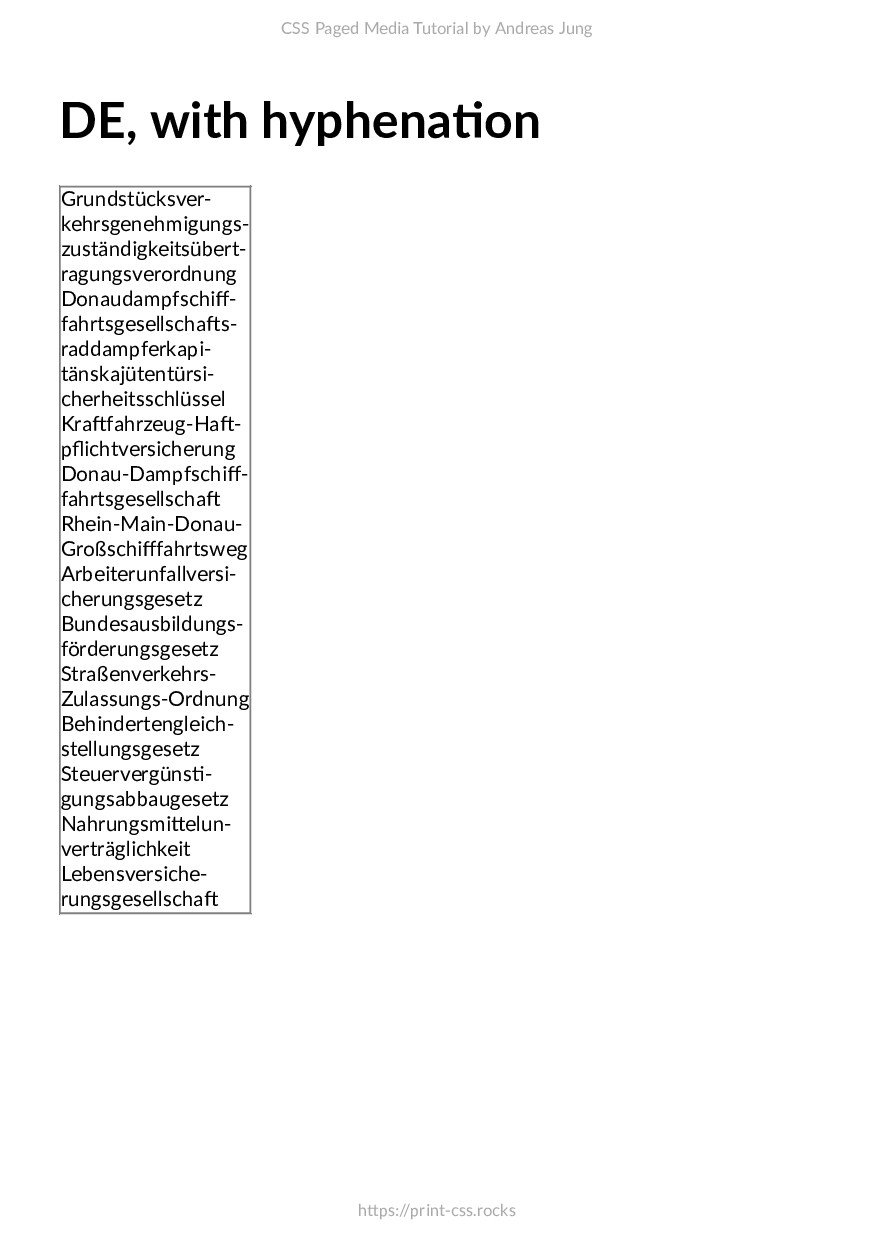 CSS Paged Media Tutorial by Andreas Jung
DE, with hyphenation
Grundstücksver-
kehrsgenehmigungs-
zuständigkeitsübert-
ragungsverordnung
Donaudampfschiff-
fahrtsgesellschafts-
raddampferkapi-
tänskajütentürsi-
cherheitsschlüssel
Kraftfahrzeug-Haft-
pflichtversicherung
Donau-Dampfschiff-
fahrtsgesellschaft
Rhein-Main-Donau-
Großschifffahrtsweg
Arbeiterunfallversi-
cherungsgesetz
Bundesausbildungs-
förderungsgesetz
Straßenverkehrs-
Zulassungs-Ordnung
Behindertengleich-
stellungsgesetz
Steuervergünsti-
gungsabbaugesetz
Nahrungsmittelun-
verträglichkeit
Lebensversiche-
rungsgesellschaft
https://print-css.rocks